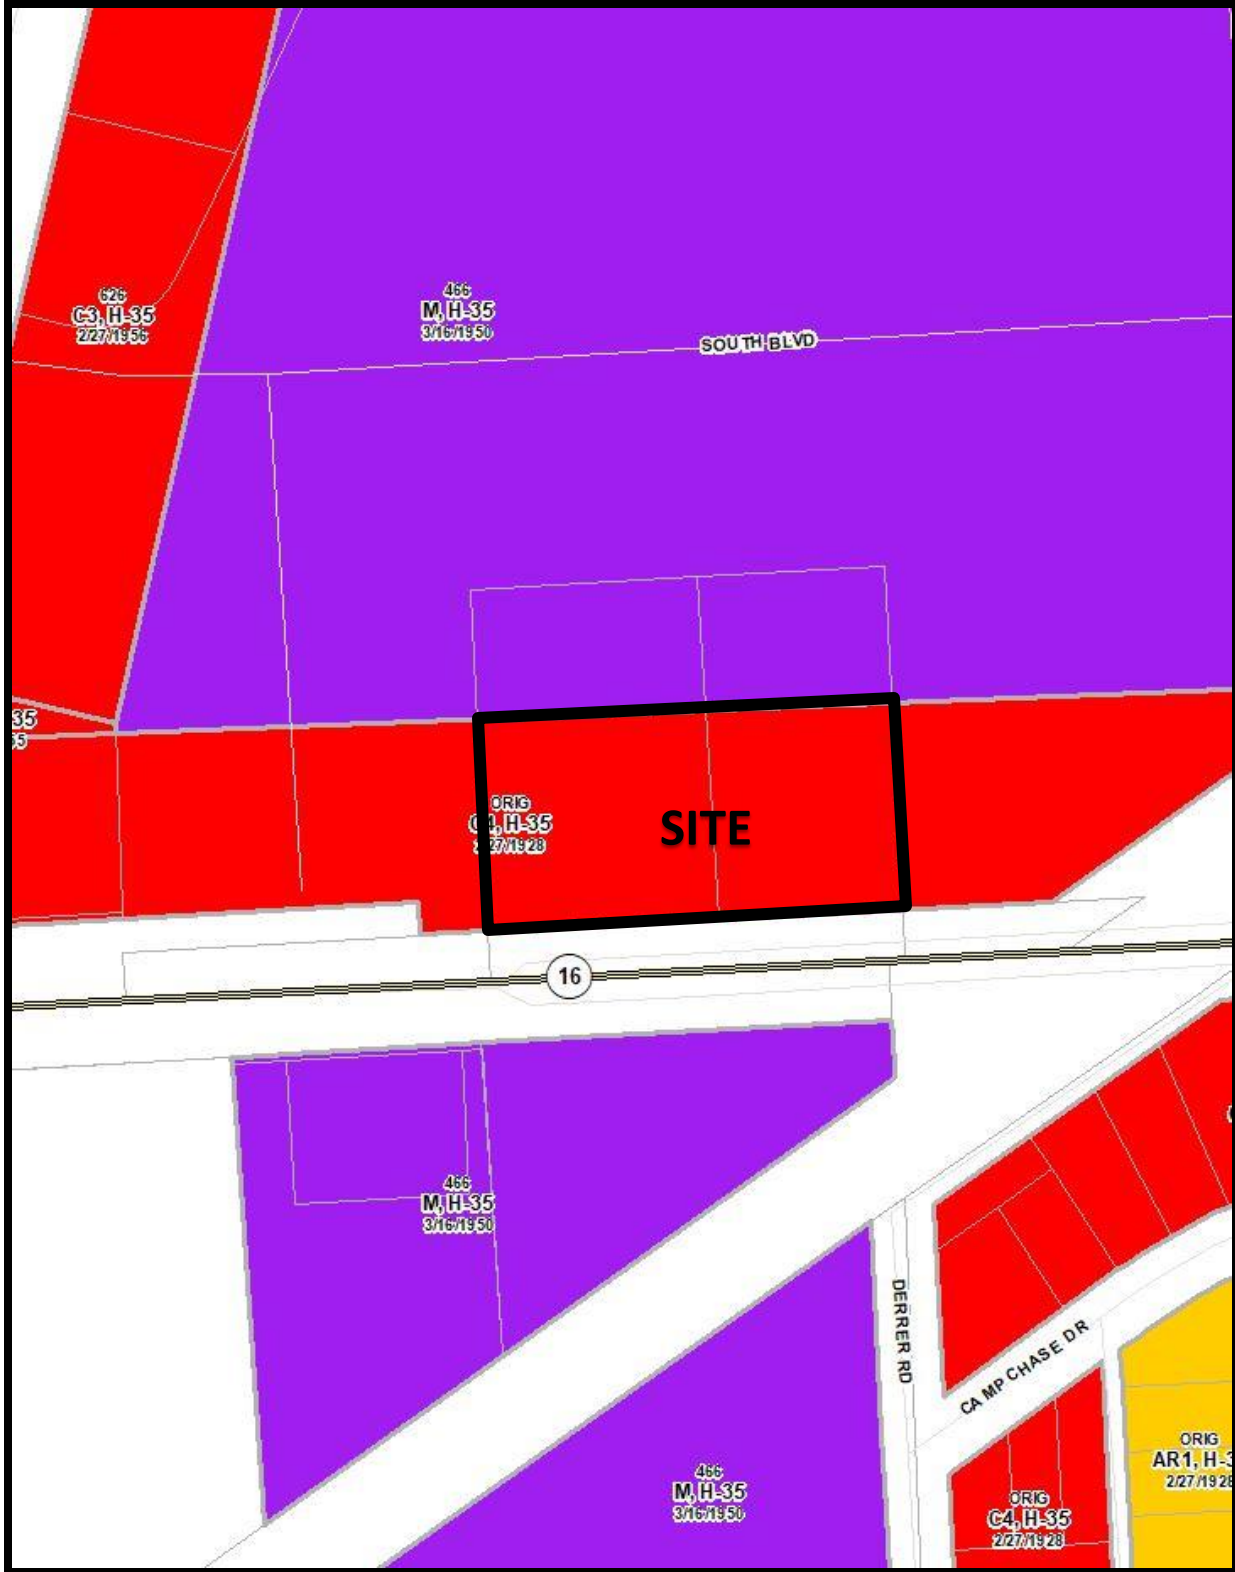 626
C3, H-35
2/27/1956
466
M, H-35
3/16/1950
SOUTH BLVD
35
ORIG
C4, H-35
2/27/1928
SITE
16
466
M, H-35
3/16/1950
DERRER RD
CAMP CHASE DR
466
M, H-35
3/16/1950
ORIG
C4, H-35
2/27/1928
ORIG
AR1, H-3
2/27/1928